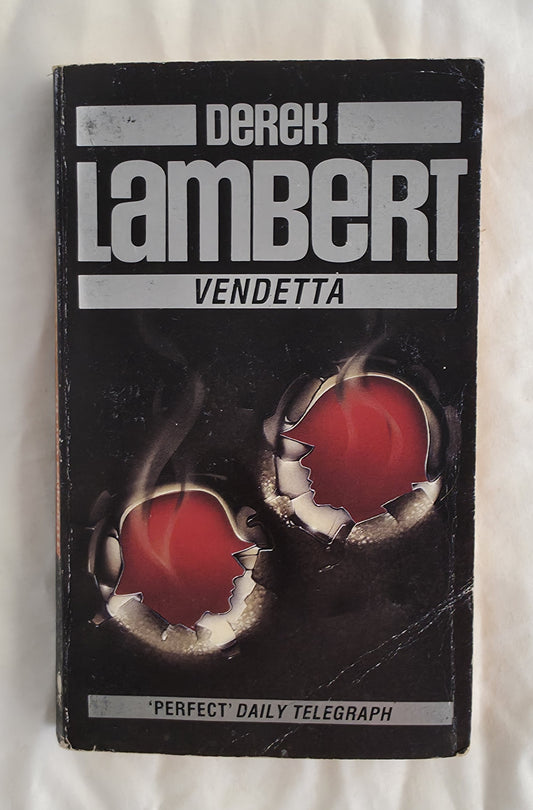 DEREK
LAMBERT
VENDETTA
'PERFECT' DAILY TELEGRAPH